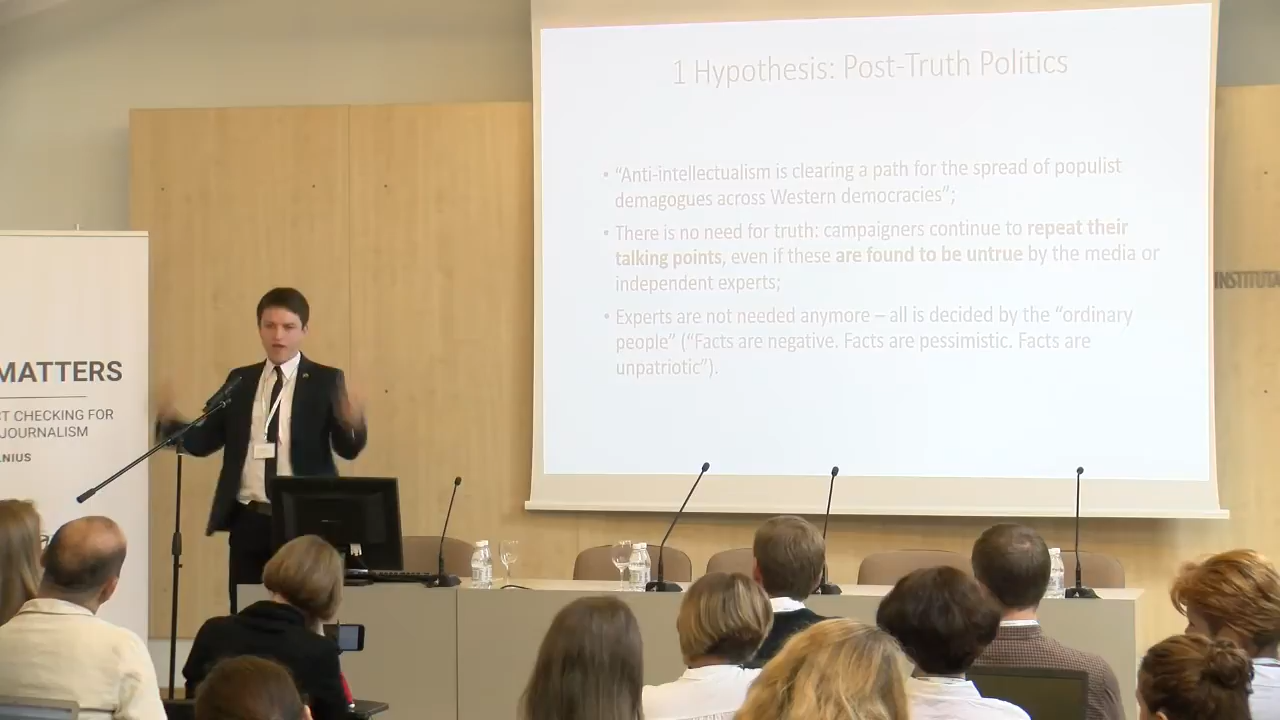 1 Hypothesis: Post-Truth Politics
• “Anti-intellectualism is clearing a path for the spread of populist
demagogues across Western democracies”;
• There is no need for truth: campaigners continue to repeat their
talking points, even if these are found to be untrue by the media or
independent experts;
• Experts are not needed anymore – all is decided by the “ordinary
people” (“Facts are negative. Facts are pessimistic. Facts are
unpatriotic”).
MATTERS
CHECKING FOR
JOURNALISM
INSTITUTA